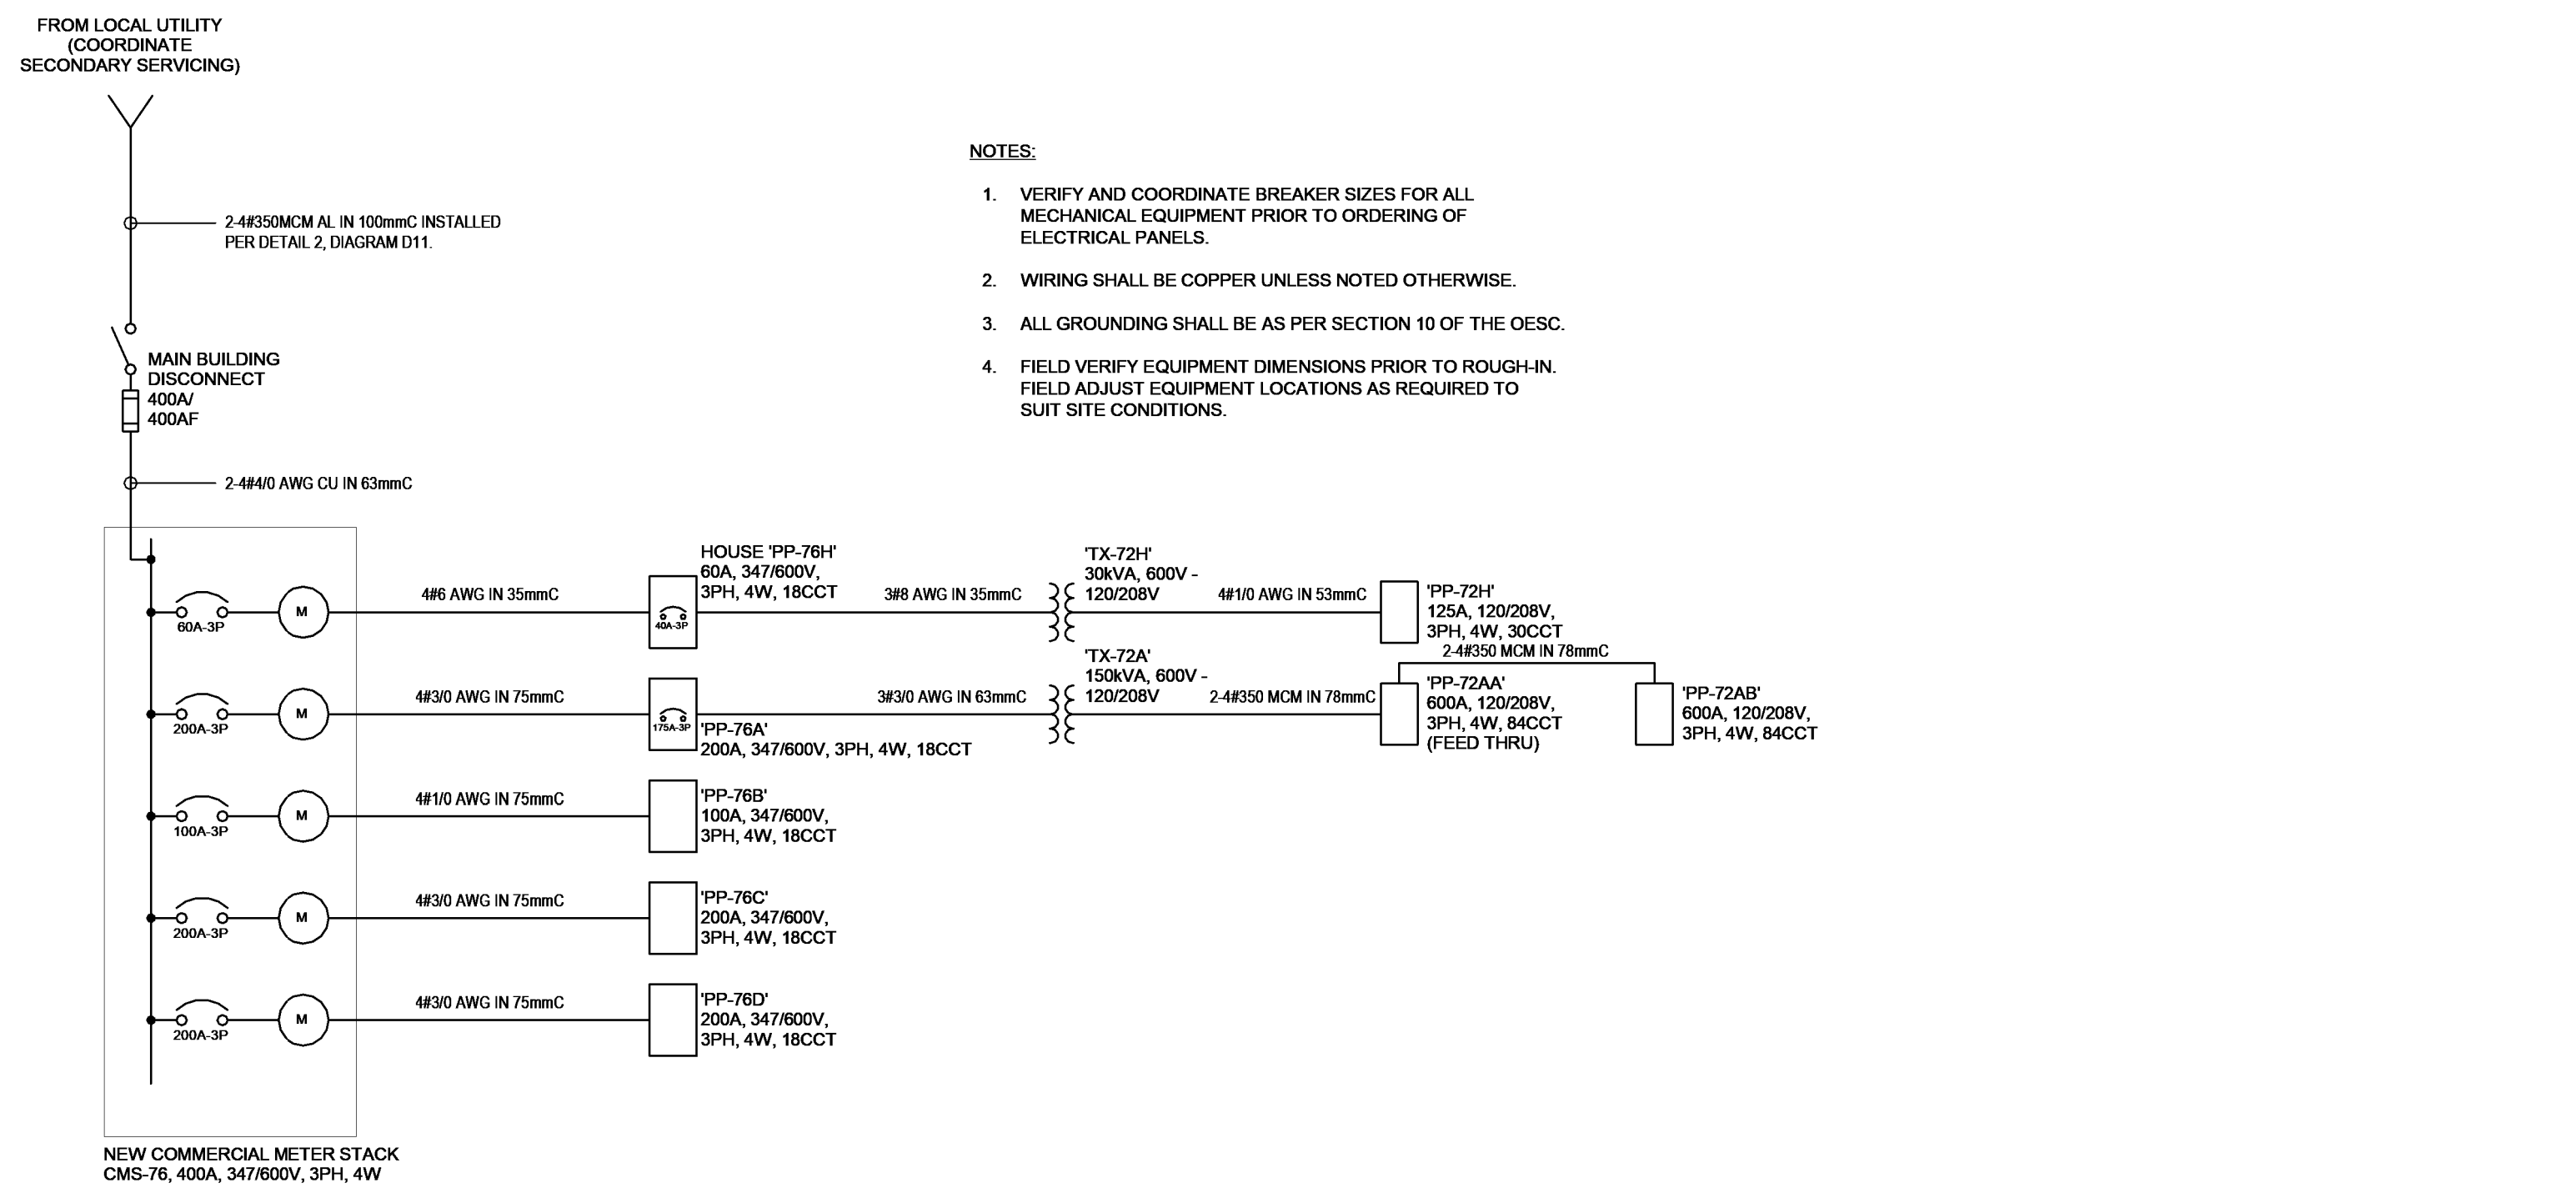 FROM LOCAL UTILITY
(COORDINATE
SECONDARY SERVICING)
2-4#350MCM AL IN 100mmC INSTALLED
PER DETAIL 2, DIAGRAM D11.
MAIN BUILDING
DISCONNECT
400A/
400AF
2-4#4/0 AWG CU IN 63mmC
NOTES:
1. VERIFY AND COORDINATE BREAKER SIZES FOR ALL
MECHANICAL EQUIPMENT PRIOR TO ORDERING OF
ELECTRICAL PANELS.
2. WIRING SHALL BE COPPER UNLESS NOTED OTHERWISE.
3. ALL GROUNDING SHALL BE AS PER SECTION 10 OF THE OESC.
4. FIELD VERIFY EQUIPMENT DIMENSIONS PRIOR TO ROUGH-IN.
FIELD ADJUST EQUIPMENT LOCATIONS AS REQUIRED TO
SUIT SITE CONDITIONS.
60A-3P
M
4#6 AWG IN 35mmC
40A-3P
HOUSE 'PP-76H'
60A, 347/600V,
3PH, 4W, 18CCT
3#8 AWG IN 35mmC
'TX-72H'
30kVA, 600V -
120/208V
4#1/0 AWG IN 53mmC
'PP-72H'
125A, 120/208V,
3PH, 4W, 30CCT
200A-3P
M
4#3/0 AWG IN 75mmC
175A-3P
'PP-76A'
200A, 347/600V, 3PH, 4W, 18CCT
3#3/0 AWG IN 63mmC
'TX-72A'
150kVA, 600V -
120/208V
2-4#350 MCM IN 78mmC
2-4#350 MCM IN 78mmC
'PP-72AA'
600A, 120/208V,
3PH, 4W, 84CCT
(FEED THRU)
'PP-72AB'
600A, 120/208V,
3PH, 4W, 84CCT
100A-3P
M
4#1/0 AWG IN 75mmC
'PP-76B'
100A, 347/600V,
3PH, 4W, 18CCT
200A-3P
M
4#3/0 AWG IN 75mmC
'PP-76C'
200A, 347/600V,
3PH, 4W, 18CCT
200A-3P
M
4#3/0 AWG IN 75mmC
'PP-76D'
200A, 347/600V,
3PH, 4W, 18CCT
NEW COMMERCIAL METER STACK
CMS-76, 400A, 347/600V, 3PH, 4W